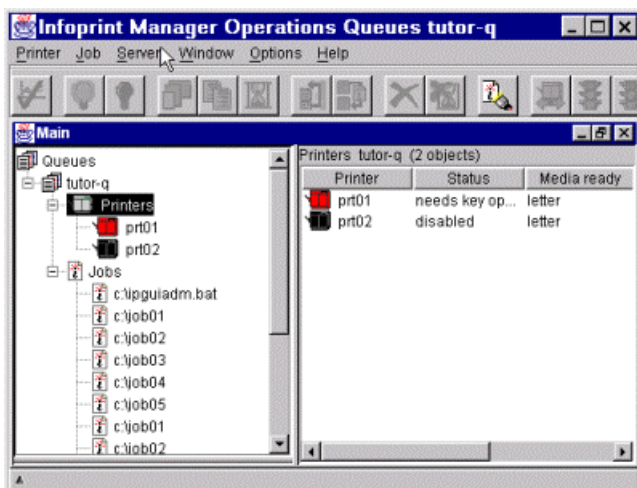 Infoprint Manager Operations Queues tutor-q
Printer Job Server Window Options Help
Main
Queues
tutor-q
Printers
prt01
prt02
Jobs
c:\ipguiadm.bat
c:\job01
c:\job02
c:\job03
c:\job04
c:\job05
c:\job01
c:\job02
Printers tutor-q (2 objects)
Printer Status Media ready
prt01 needs key op... letter
prt02 disabled letter